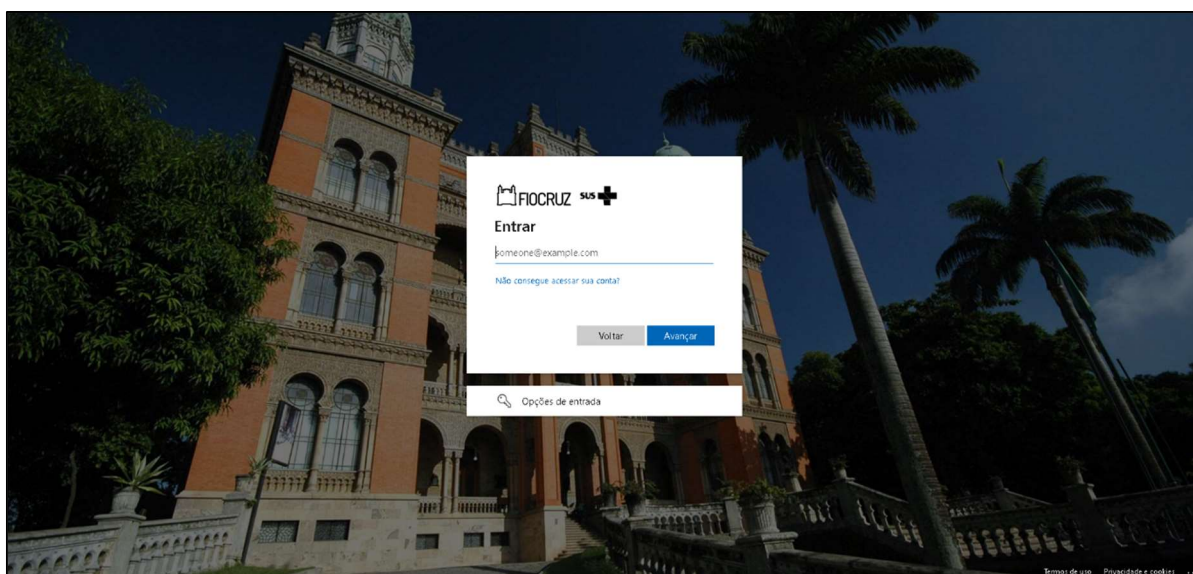 FIOCRUZ SUS
Entrar
someone@example.com
Não consegue acessar sua conta?
Voltar Avançar
Opções de entrada
Termos de uso Privacidade e cookies